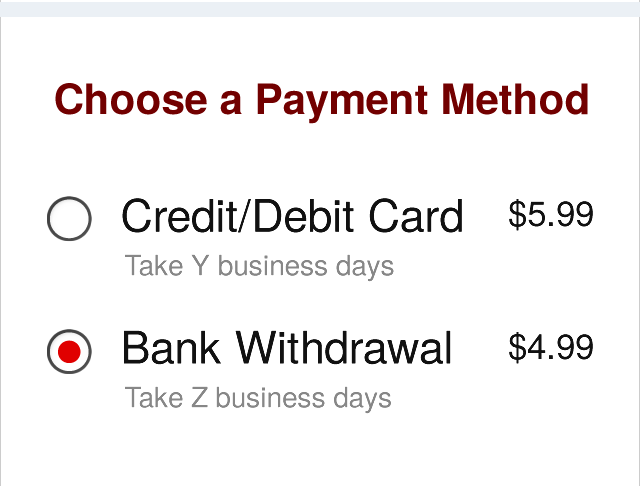 Choose a Payment Method
Credit/Debit Card $5.99
Take Y business days
Bank Withdrawal $4.99
Take Z business days